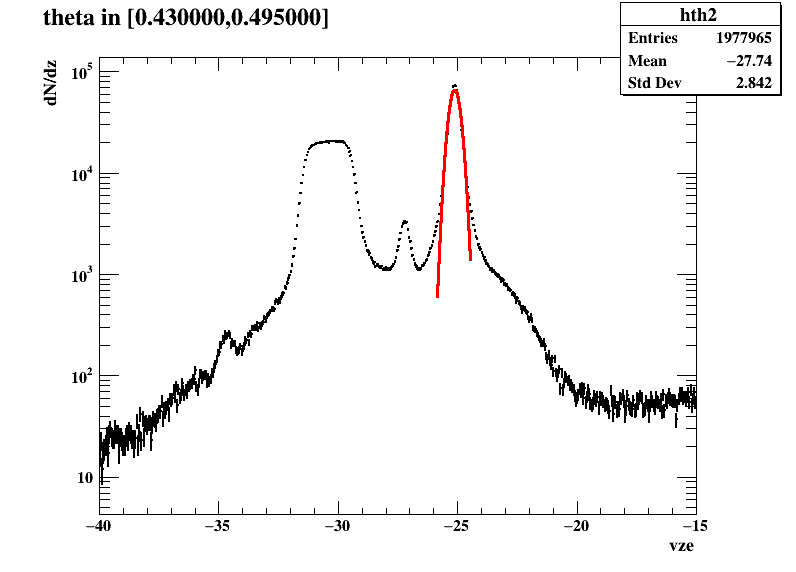 theta in [0.430000,0.495000]
hth2
Entries 1977965
Mean −27.74
Std Dev 2.842
dN/dz
10^5
10^4
10^3
10^2
10
−40 −35 −30 −25 −20 −15
vze